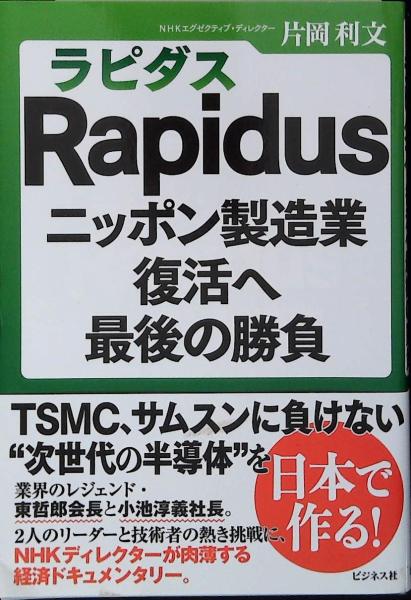 NHKエグゼクティブ・ディレクター 片岡利文
ラピダス
Rapidus
ニッポン製造業
復活へ
最後の勝負
TSMC、サムスンに負けない
“次世代の半導体”を
日本で
作る!
業界のレジェンド・
東哲郎会長と小池淳義社長。
2人のリーダーと技術者の熱き挑戦に、
NHKディレクターが肉薄する
経済ドキュメンタリー。
ビジネス社